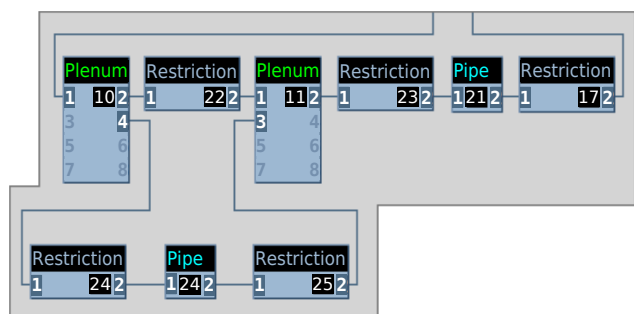 Plenum Restriction Plenum Restriction Pipe Restriction
1 10 2 1 22 2 1 11 2 1 23 2 1 21 2 1 17 2
3 4 3 4
5 6 5 6
7 8 7 8
Restriction Pipe Restriction
1 24 2 1 24 2 1 25 2